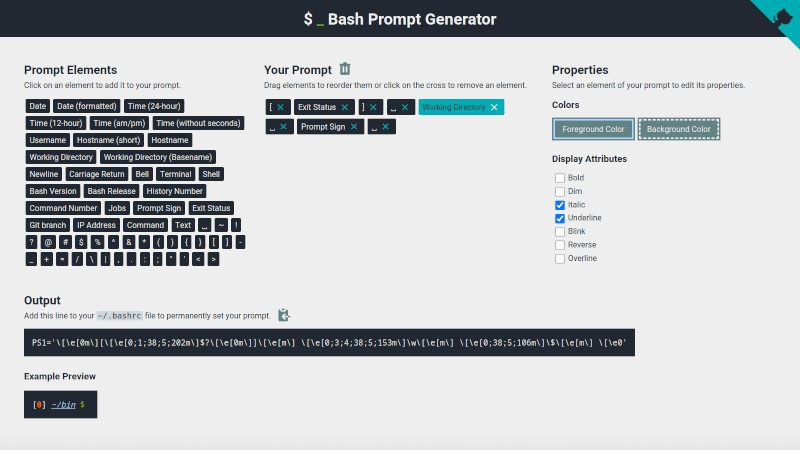 $ _ Bash Prompt Generator
Prompt Elements
Click on an element to add it to your prompt.
Date Date (formatted) Time (24-hour)
Time (12-hour) Time (am/pm) Time (without seconds)
Username Hostname (short) Hostname
Working Directory Working Directory (Basename)
Newline Carriage Return Bell Terminal Shell
Bash Version Bash Release History Number
Command Number Jobs Prompt Sign Exit Status
Git branch IP Address Command Text ␣ ~ !
? @ # $ % ^ & * ( ) { } [ ] -
_ + = / \ | , . : ; " ' < >
Your Prompt
Drag elements to reorder them or click on the cross to remove an element.
[ ✕ Exit Status ✕ ] ✕ ␣ ✕ Working Directory ✕
␣ ✕ Prompt Sign ✕ ␣ ✕
Properties
Select an element of your prompt to edit its properties.
Colors
Foreground Color Background Color
Display Attributes
Bold
Dim
Italic
Underline
Blink
Reverse
Overline
Output
Add this line to your ~/.bashrc file to permanently set your prompt.
PS1='\[\e[0m\][\[\e[0;1;38;5;202m\]$?\[\e[0m\]]\[\e[m\] \[\e[0;3;4;38;5;153m\]\w\[\e[m\] \[\e[0;38;5;106m\]\$\[\e[m\] \[\e0'
Example Preview
[0] ~/bin $